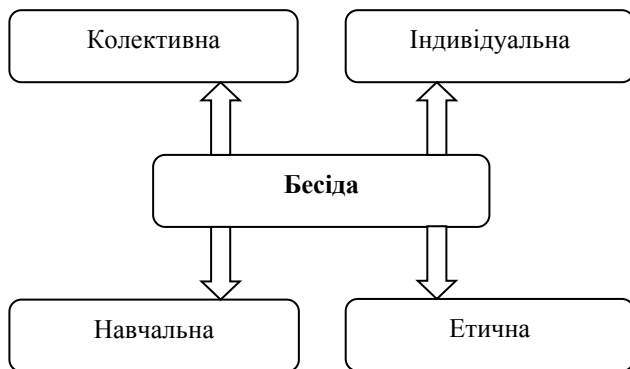 Колективна
Індивідуальна
Бесіда
Навчальна
Етична